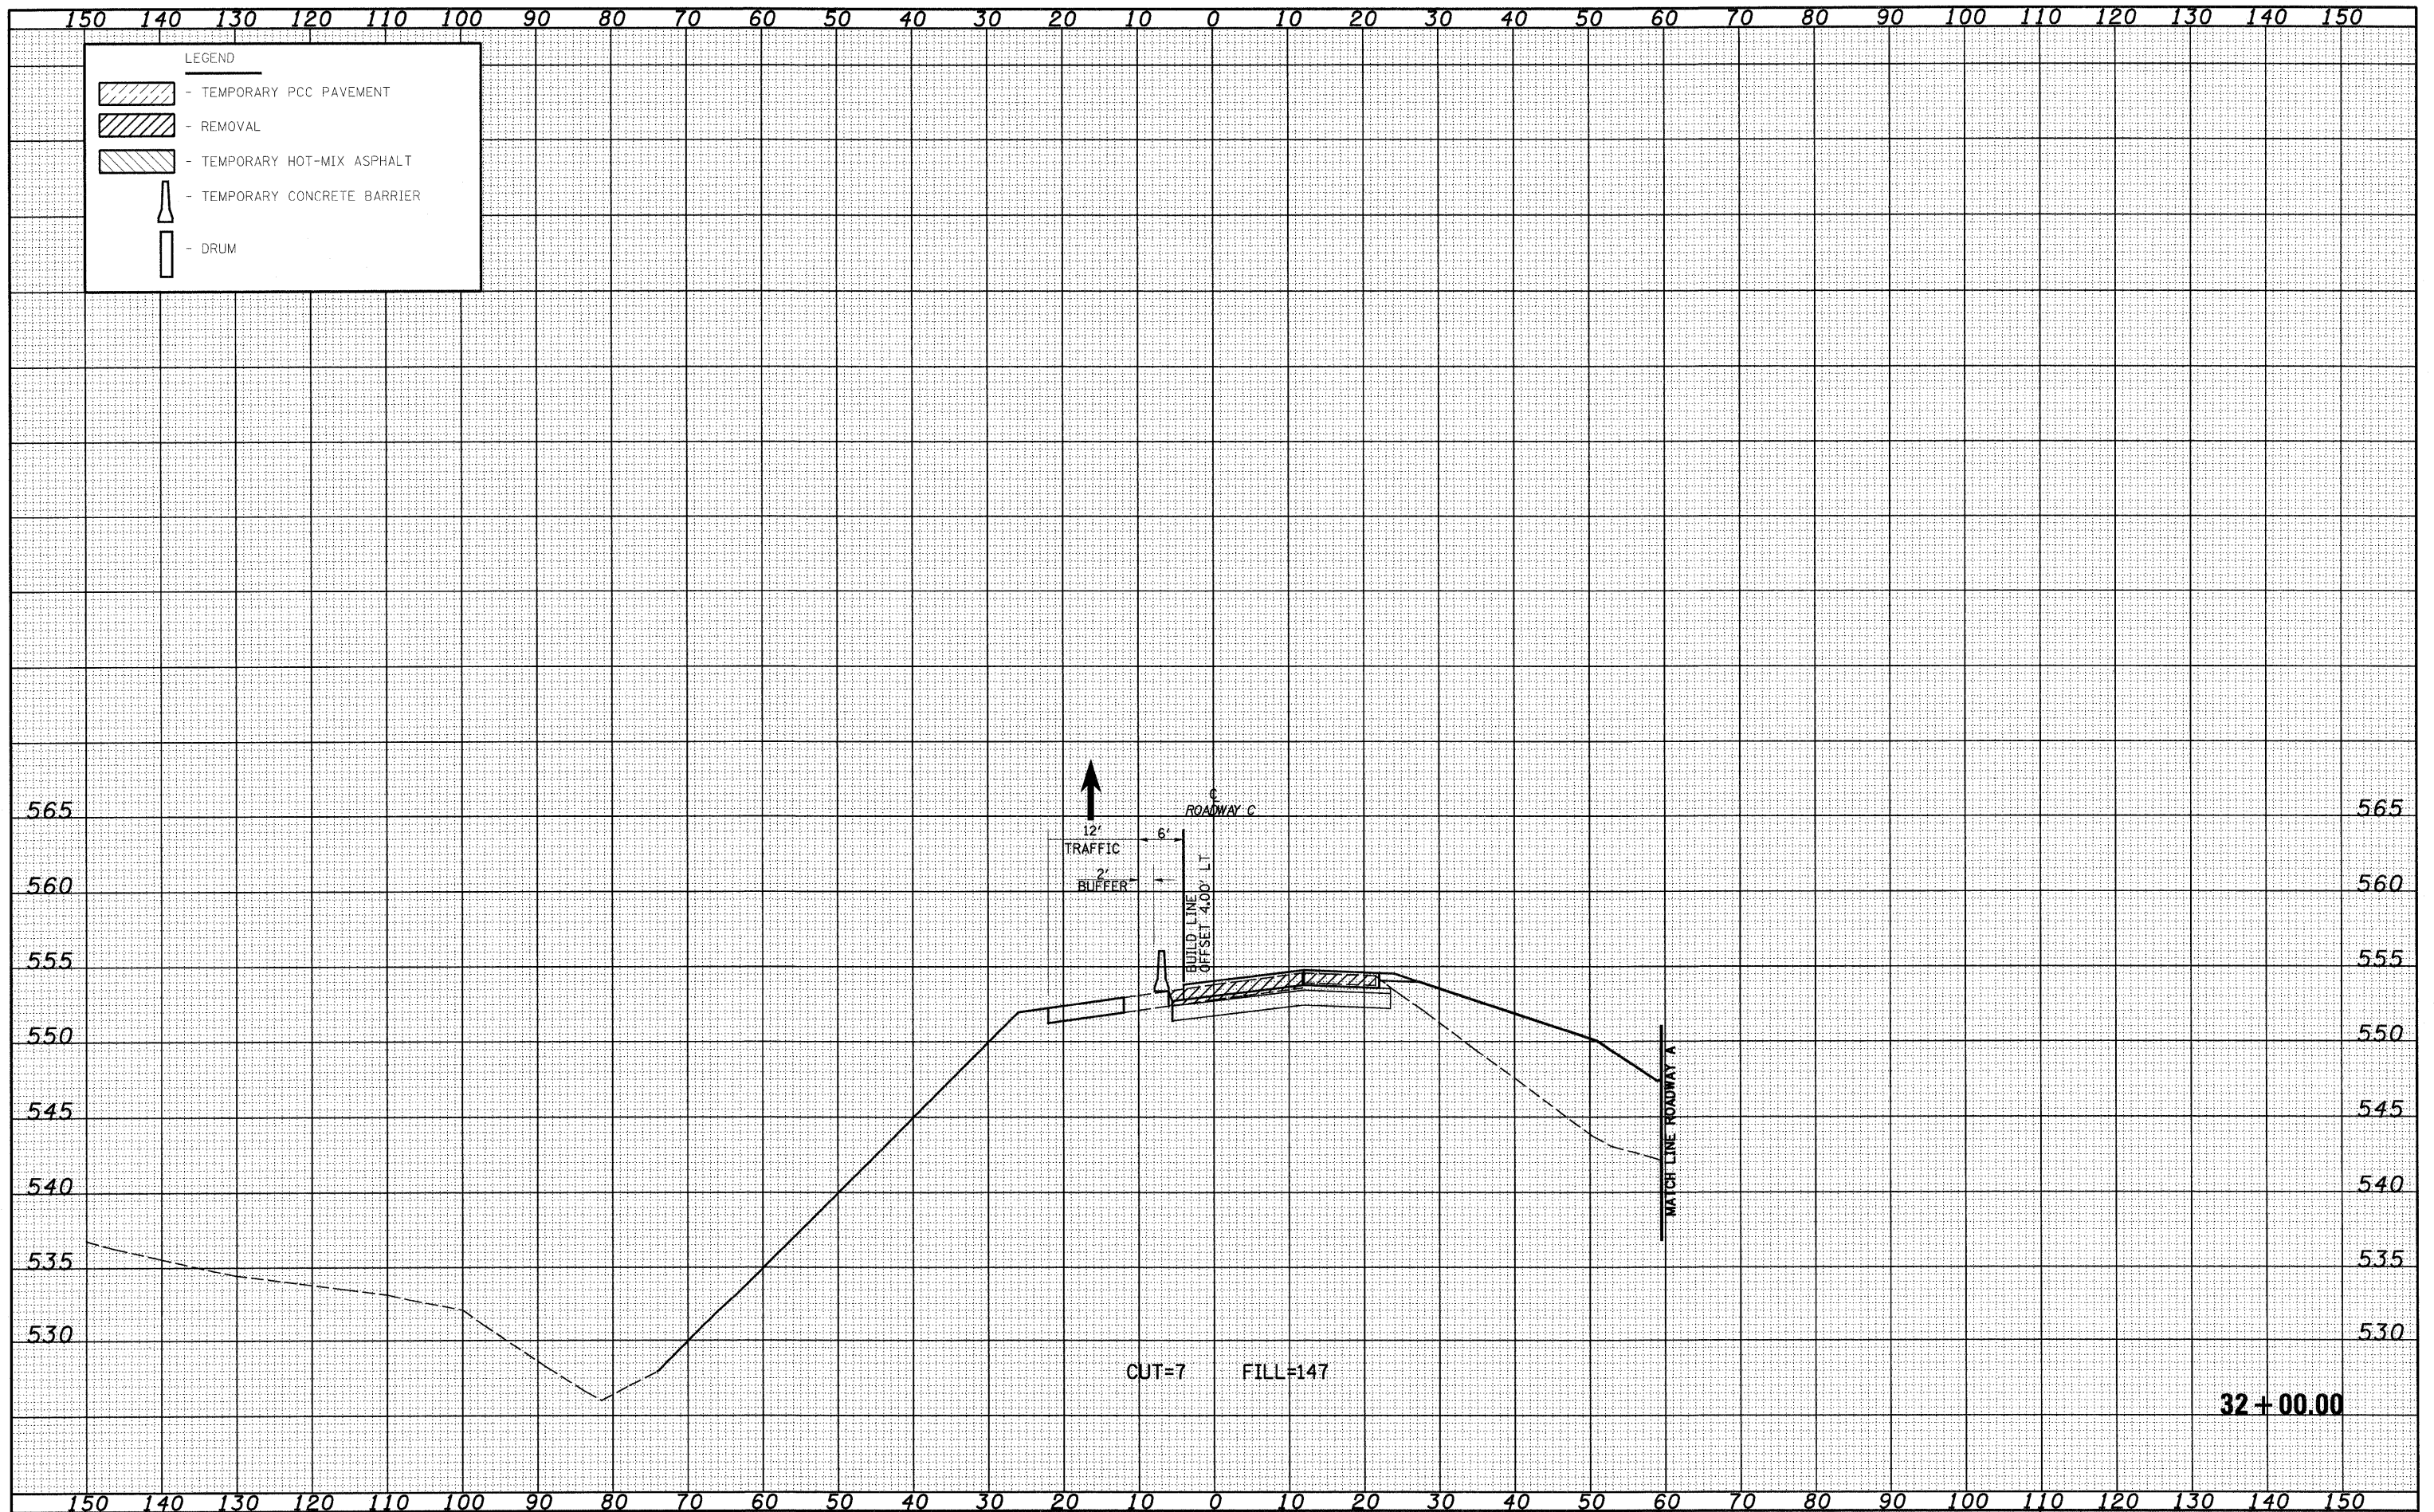 150 140 130 120 110 100 90 80 70 60 50 40 30 20 10 0 10 20 30 40 50 60 70 80 90 100 110 120 130 140 150
LEGEND
- TEMPORARY PCC PAVEMENT
- REMOVAL
- TEMPORARY HOT-MIX ASPHALT
- TEMPORARY CONCRETE BARRIER
- DRUM
℄
ROADWAY C
565 565
12' 6'
TRAFFIC
2'
BUFFER
BUILD LINE
OFFSET 4.00' LT
560 560
555 555
550 550
MATCH LINE ROADWAY A
545 545
540 540
535 535
530 530
CUT=7 FILL=147
32+00.00
150 140 130 120 110 100 90 80 70 60 50 40 30 20 10 0 10 20 30 40 50 60 70 80 90 100 110 120 130 140 150